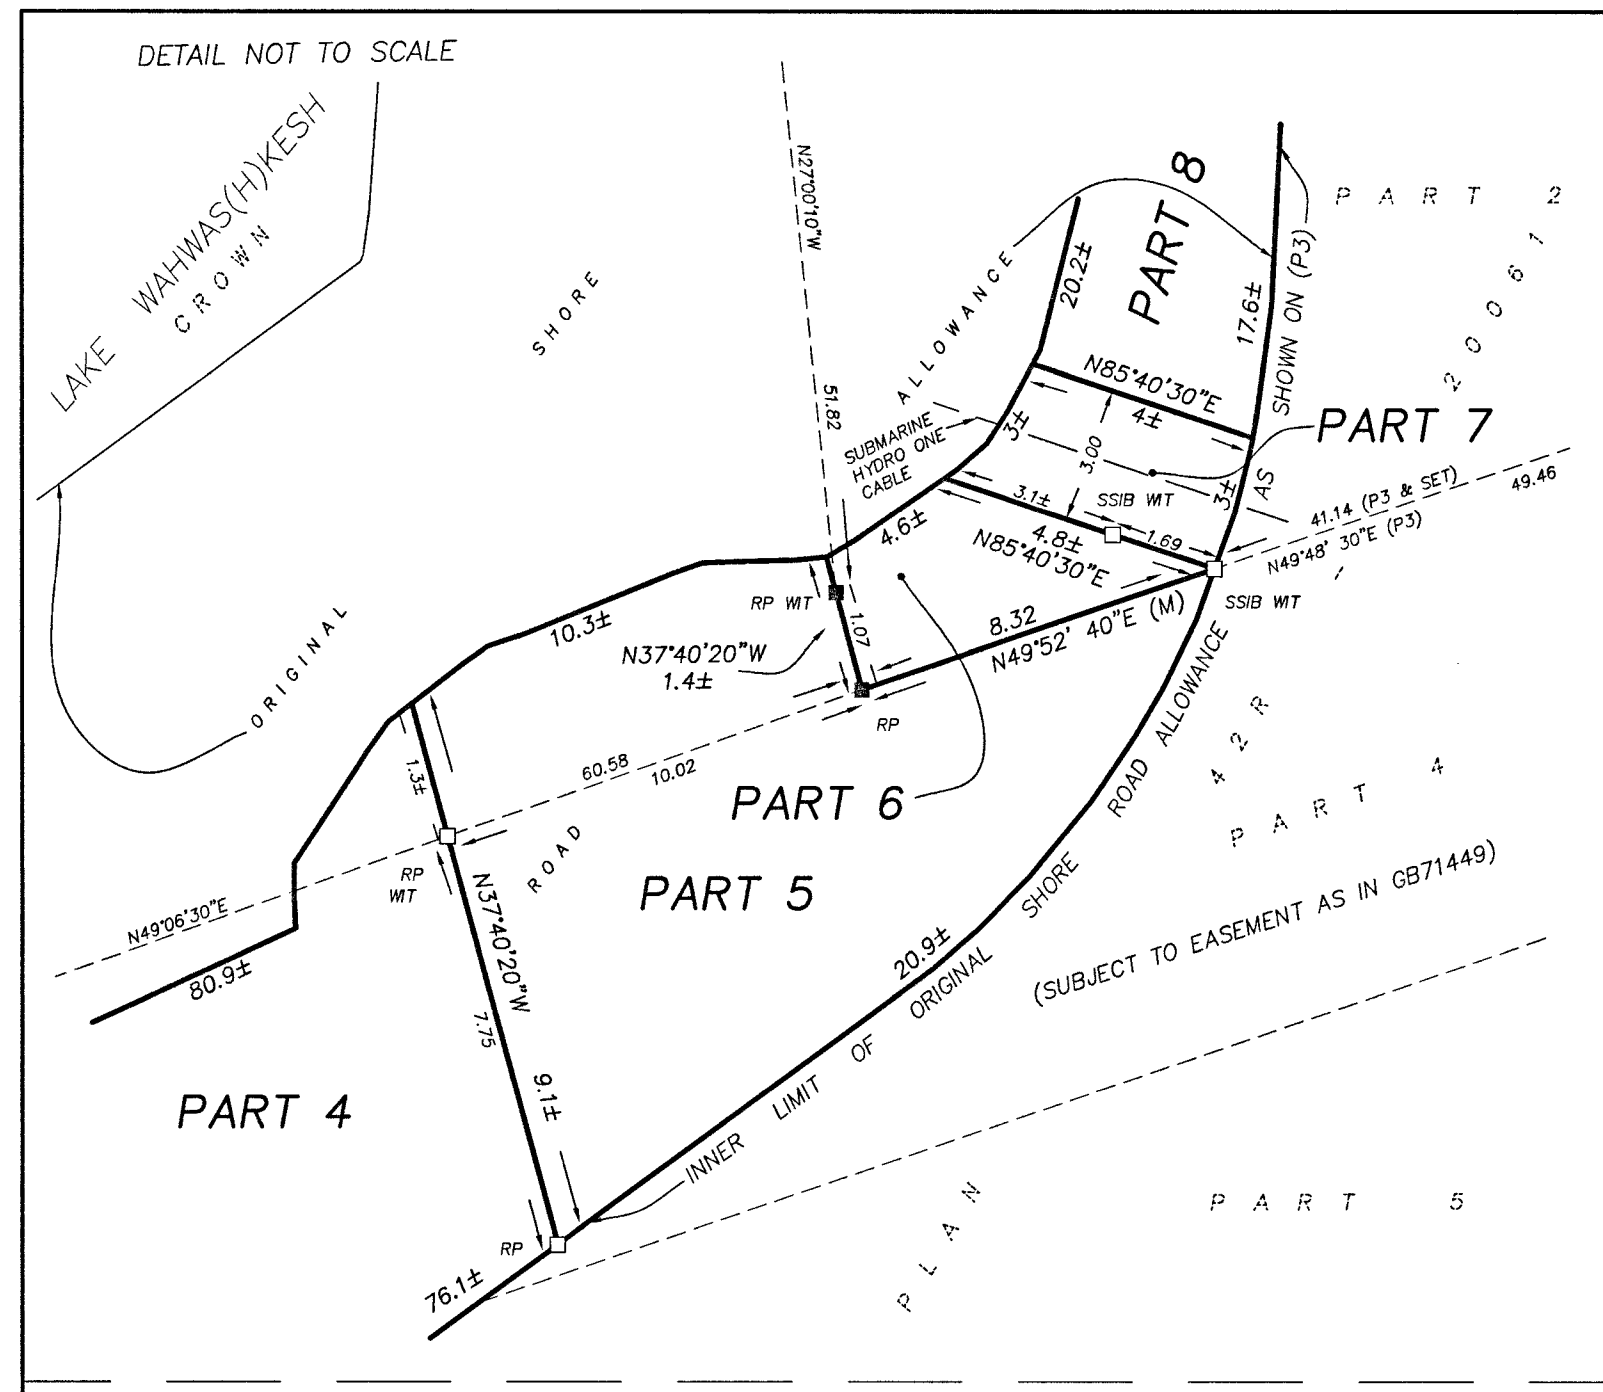 DETAIL NOT TO SCALE
LAKE WAHWAS(H)KESH
CROWN
N27°00'10"W
51.82
SHORE
ALLOWANCE
ORIGINAL
ROAD
PART 8
20.2±
17.6±
SHOWN ON (P3)
AS
PART 2
20061
N85°40'30"E
4±
PART 7
SUBMARINE
HYDRO ONE
CABLE
3±
3.00
3±
3.1±
SSIB WIT
1.69
4.8±
N85°40'30"E
41.14 (P3 & SET)
49.46
N49°48' 30"E (P3)
SSIB WIT
4.6±
RP WIT
1.07
8.32
N49°52' 40"E (M)
10.3±
N37°40'20"W
1.4±
RP
60.58
10.02
1.3±
RP
WIT
N49°06'30"E
80.9±
PART 6
PART 5
N37°40'20"W
7.75
9.1±
PART 4
20.9±
INNER LIMIT OF ORIGINAL SHORE ROAD ALLOWANCE
42R
PART 4
(SUBJECT TO EASEMENT AS IN GB71449)
PLAN
PART 5
RP
76.1±